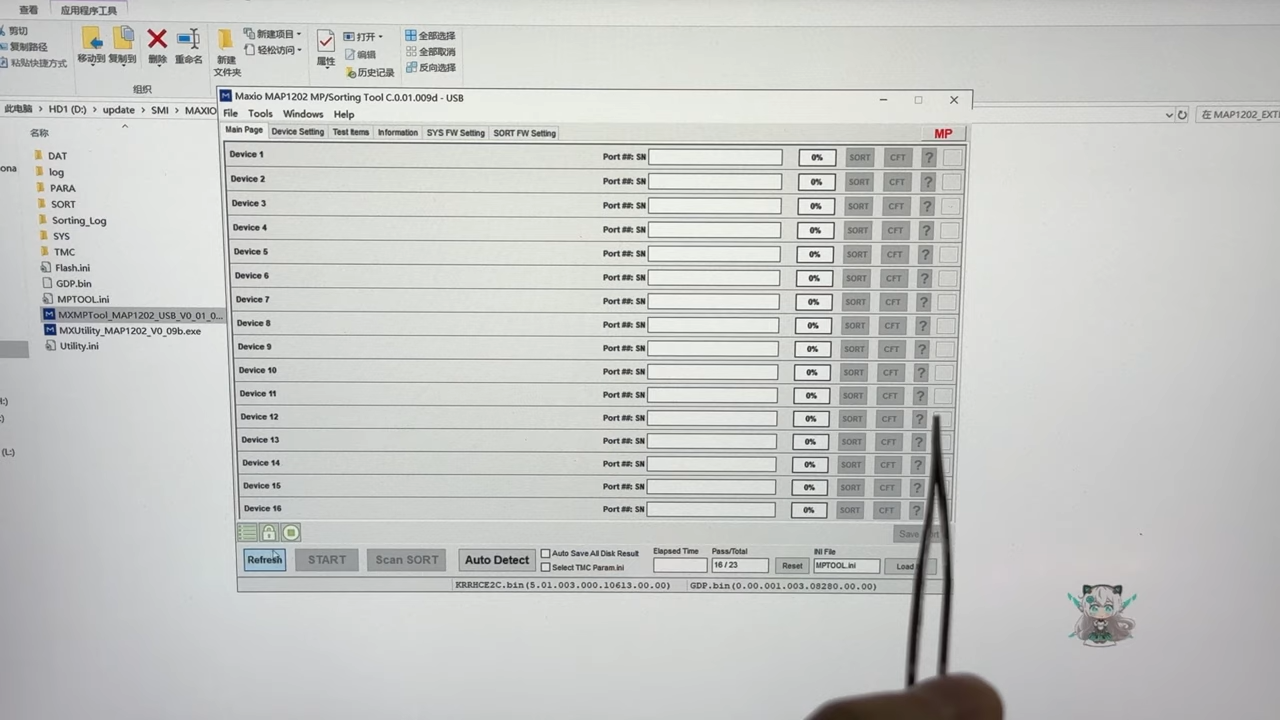 查看 应用程序工具
剪切
复制路径
粘贴快捷方式
移动到 复制到 删除 重命名
新建
文件夹
新建项目
轻松访问
属性
打开
编辑
历史记录
全部选择
全部取消
反向选择
组织
此电脑 > HD1 (D:) > update > SMI > MAXIO
在 MAP1202_EXT
名称
DAT
log
PARA
SORT
Sorting_Log
SYS
TMC
Flash.ini
GDP.bin
MPTOOL.ini
MXMPTool_MAP1202_USB_V0_01_0...
MXUtility_MAP1202_V0_09b.exe
Utility.ini
ona
(L:)
Maxio MAP1202 MP/Sorting Tool C.0.01.009d - USB
File Tools Windows Help
Main Page Device Setting Test Items Information SYS FW Setting SORT FW Setting MP
Device 1 Port ##: SN 0% SORT CFT ?
Device 2 Port ##: SN 0% SORT CFT ?
Device 3 Port ##: SN 0% SORT CFT ?
Device 4 Port ##: SN 0% SORT CFT ?
Device 5 Port ##: SN 0% SORT CFT ?
Device 6 Port ##: SN 0% SORT CFT ?
Device 7 Port ##: SN 0% SORT CFT ?
Device 8 Port ##: SN 0% SORT CFT ?
Device 9 Port ##: SN 0% SORT CFT ?
Device 10 Port ##: SN 0% SORT CFT ?
Device 11 Port ##: SN 0% SORT CFT ?
Device 12 Port ##: SN 0% SORT CFT ?
Device 13 Port ##: SN 0% SORT CFT ?
Device 14 Port ##: SN 0% SORT CFT ?
Device 15 Port ##: SN 0% SORT CFT ?
Device 16 Port ##: SN 0% SORT CFT ?
Save
Refresh START Scan SORT Auto Detect
Auto Save All Disk Result
Select TMC Param.ini
Elapsed Time Pass/Total INI File
16 / 23 Reset MPTOOL.ini Load
KRRHCE2C.bin(5.01.003.000.10613.00.00) GDP.bin(0.00.001.003.08280.00.00)